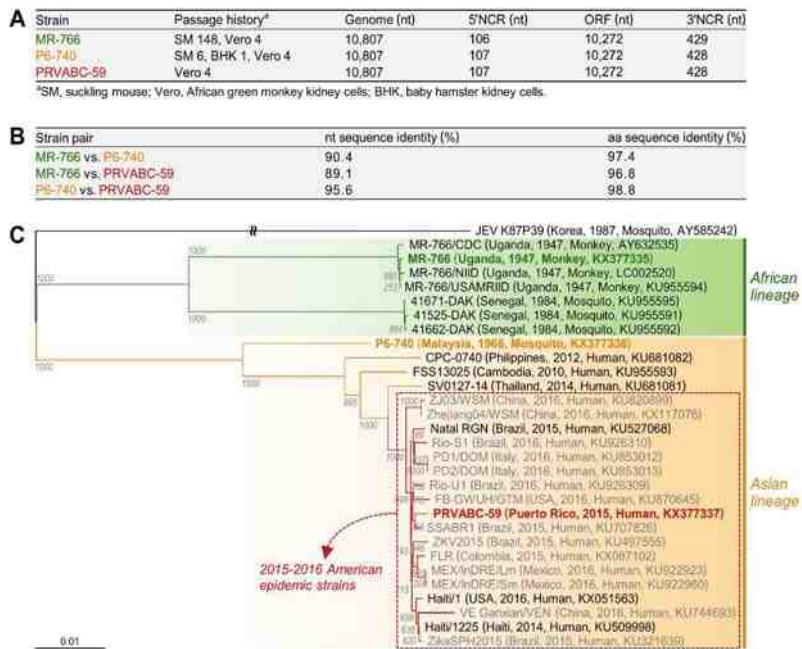 A
Strain Passage historyᵃ Genome (nt) 5'NCR (nt) ORF (nt) 3'NCR (nt)
MR-766 SM 148, Vero 4 10,807 106 10,272 429
P6-740 SM 6, BHK 1, Vero 4 10,807 107 10,272 428
PRVABC-59 Vero 4 10,807 107 10,272 428
ᵃSM, suckling mouse; Vero, African green monkey kidney cells; BHK, baby hamster kidney cells.
B
Strain pair nt sequence identity (%) aa sequence identity (%)
MR-766 vs. P6-740 90.4 97.4
MR-766 vs. PRVABC-59 89.1 96.8
P6-740 vs. PRVABC-59 95.6 98.8
C
JEV K87P39 (Korea, 1987, Mosquito, AY585242)
MR-766/CDC (Uganda, 1947, Monkey, AY632535)
MR-766 (Uganda, 1947, Monkey, KX377335)
MR-766/NIID (Uganda, 1947, Monkey, LC002520)
MR-766/USAMRIID (Uganda, 1947, Monkey, KU955594)
41671-DAK (Senegal, 1984, Mosquito, KU955595)
41525-DAK (Senegal, 1984, Mosquito, KU955591)
41662-DAK (Senegal, 1984, Mosquito, KU955592)
African
lineage
P6-740 (Malaysia, 1966, Mosquito, KX377336)
CPC-0740 (Philippines, 2012, Human, KU681082)
FSS13025 (Cambodia, 2010, Human, KU955593)
SV0127-14 (Thailand, 2014, Human, KU681081)
ZJ03/WSM (China, 2016, Human, KU820899)
Zhejiang04/WSM (China, 2016, Human, KX117076)
Natal RGN (Brazil, 2015, Human, KU527068)
Rio-S1 (Brazil, 2016, Human, KU926310)
PD1/DOM (Italy, 2016, Human, KU853012)
PD2/DOM (Italy, 2016, Human, KU853013)
Rio-U1 (Brazil, 2016, Human, KU926309)
FB-GWUH/GTM (USA, 2016, Human, KU870645)
PRVABC-59 (Puerto Rico, 2015, Human, KX377337)
SSABR1 (Brazil, 2015, Human, KU707826)
ZKV2015 (Brazil, 2015, Human, KU497555)
FLR (Colombia, 2015, Human, KX087102)
MEX/InDRE/Lm (Mexico, 2016, Human, KU922923)
MEX/InDRE/Sm (Mexico, 2016, Human, KU922960)
Haiti/1 (USA, 2016, Human, KX051563)
VE Ganxian/VEN (China, 2016, Human, KU744693)
Haiti/1225 (Haiti, 2014, Human, KU509998)
ZikaSPH2015 (Brazil, 2015, Human, KU321639)
Asian
lineage
2015-2016 American
epidemic strains
1000
1000
1000
1000
1000
995
1000
1000
1000
0.01